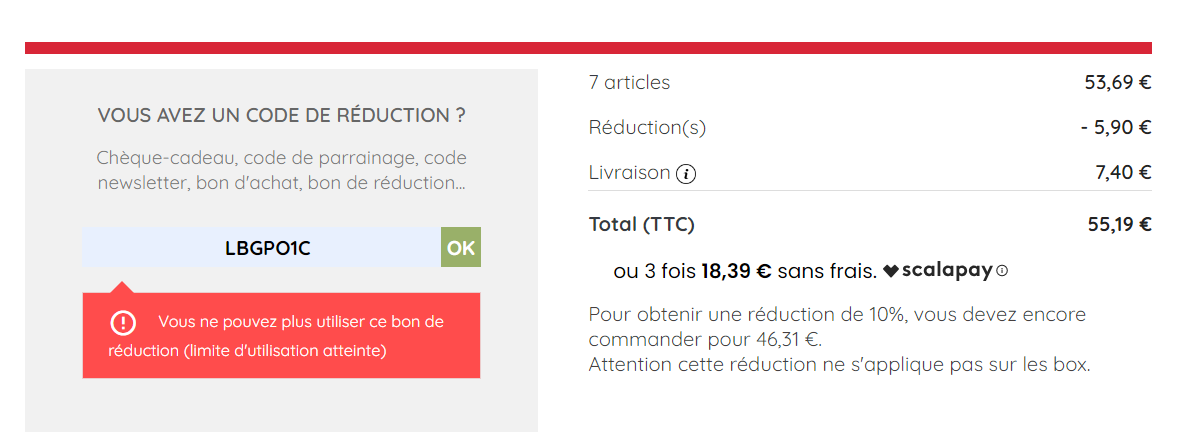 VOUS AVEZ UN CODE DE RÉDUCTION ?
Chèque-cadeau, code de parrainage, code
newsletter, bon d'achat, bon de réduction...
LBGPO1C
OK
Vous ne pouvez plus utiliser ce bon de
réduction (limite d'utilisation atteinte)
7 articles 53,69 €
Réduction(s) - 5,90 €
Livraison 7,40 €
Total (TTC) 55,19 €
ou 3 fois 18,39 € sans frais. scalapay
Pour obtenir une réduction de 10%, vous devez encore
commander pour 46,31 €.
Attention cette réduction ne s'applique pas sur les box.